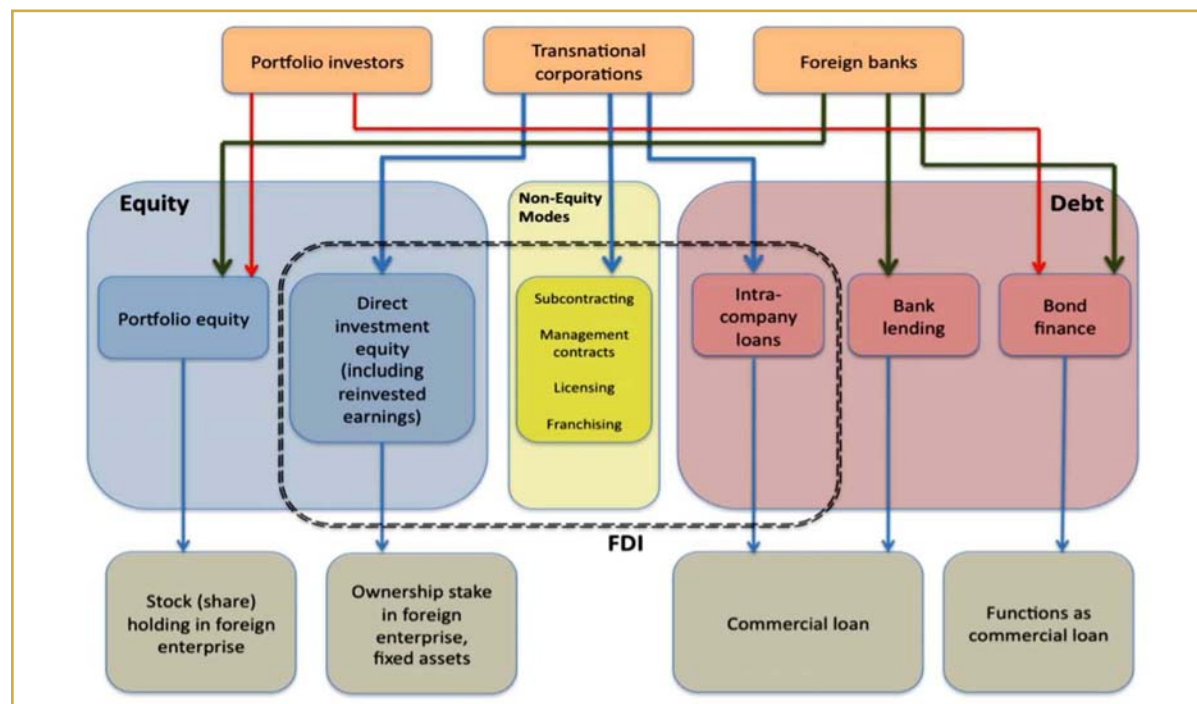 Portfolio investors
Transnational
corporations
Foreign banks
Equity
Non-Equity
Modes
Debt
Portfolio equity
Direct
investment
equity
(including
reinvested
earnings)
Subcontracting
Management
contracts
Licensing
Franchising
Intra-
company
loans
Bank
lending
Bond
finance
FDI
Stock (share)
holding in foreign
enterprise
Ownership stake
in foreign
enterprise,
fixed assets
Commercial loan
Functions as
commercial loan